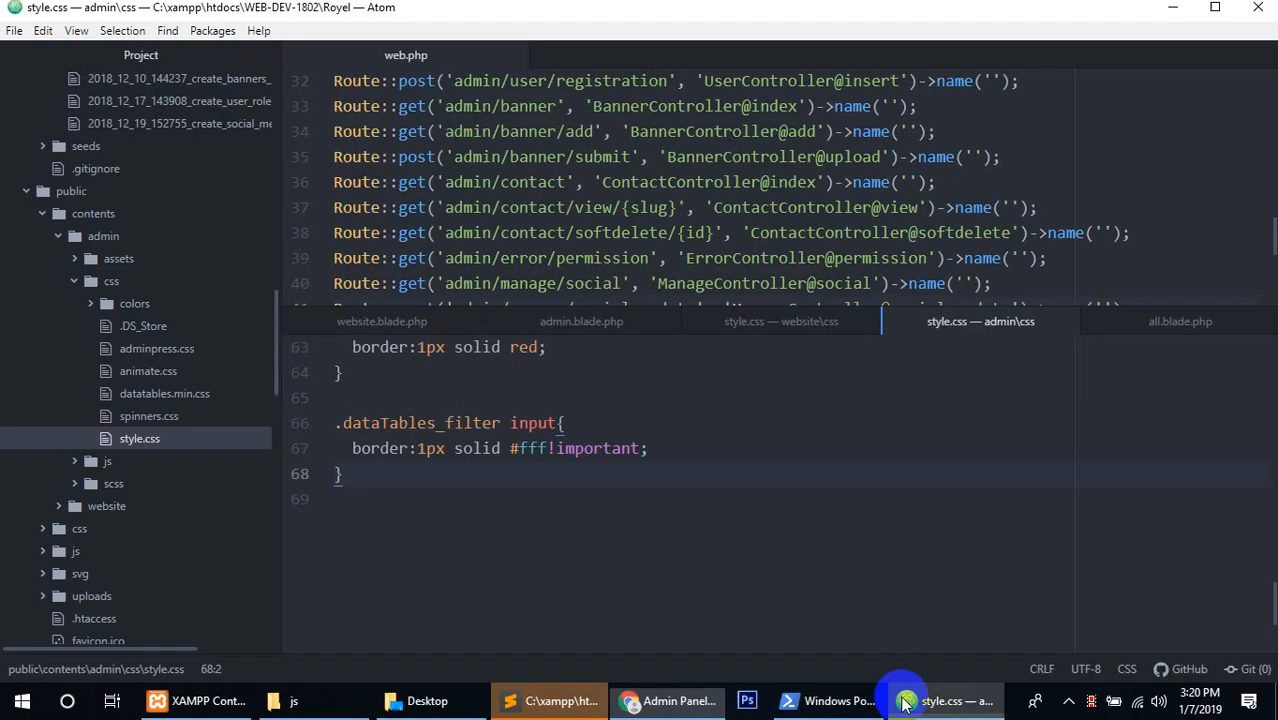 style.css — admin\css — C:\xampp\htdocs\WEB-DEV-1802\Royel — Atom
File Edit View Selection Find Packages Help
Project
2018_12_10_144237_create_banners_
2018_12_17_143908_create_user_role
2018_12_19_152755_create_social_me
seeds
.gitignore
public
contents
admin
assets
css
colors
.DS_Store
adminpress.css
animate.css
datatables.min.css
spinners.css
style.css
js
scss
website
css
js
svg
uploads
.htaccess
favicon.ico
web.php
32 Route::post('admin/user/registration', 'UserController@insert')->name('');
33 Route::get('admin/banner', 'BannerController@index')->name('');
34 Route::get('admin/banner/add', 'BannerController@add')->name('');
35 Route::post('admin/banner/submit', 'BannerController@upload')->name('');
36 Route::get('admin/contact', 'ContactController@index')->name('');
37 Route::get('admin/contact/view/{slug}', 'ContactController@view')->name('');
38 Route::get('admin/contact/softdelete/{id}', 'ContactController@softdelete')->name('');
39 Route::get('admin/error/permission', 'ErrorController@permission')->name('');
40 Route::get('admin/manage/social', 'ManageController@social')->name('');
website.blade.php admin.blade.php style.css — website\css style.css — admin\css all.blade.php
63 border:1px solid red;
64 }
65
66 .dataTables_filter input{
67 border:1px solid #fff!important;
68 }
69
public\contents\admin\css\style.css 68:2 CRLF UTF-8 CSS GitHub Git (0)
XAMPP Cont... js Desktop C:\xampp\ht... Admin Panel... Ps Windows Po... style.css — a...
3:20 PM
1/7/2019